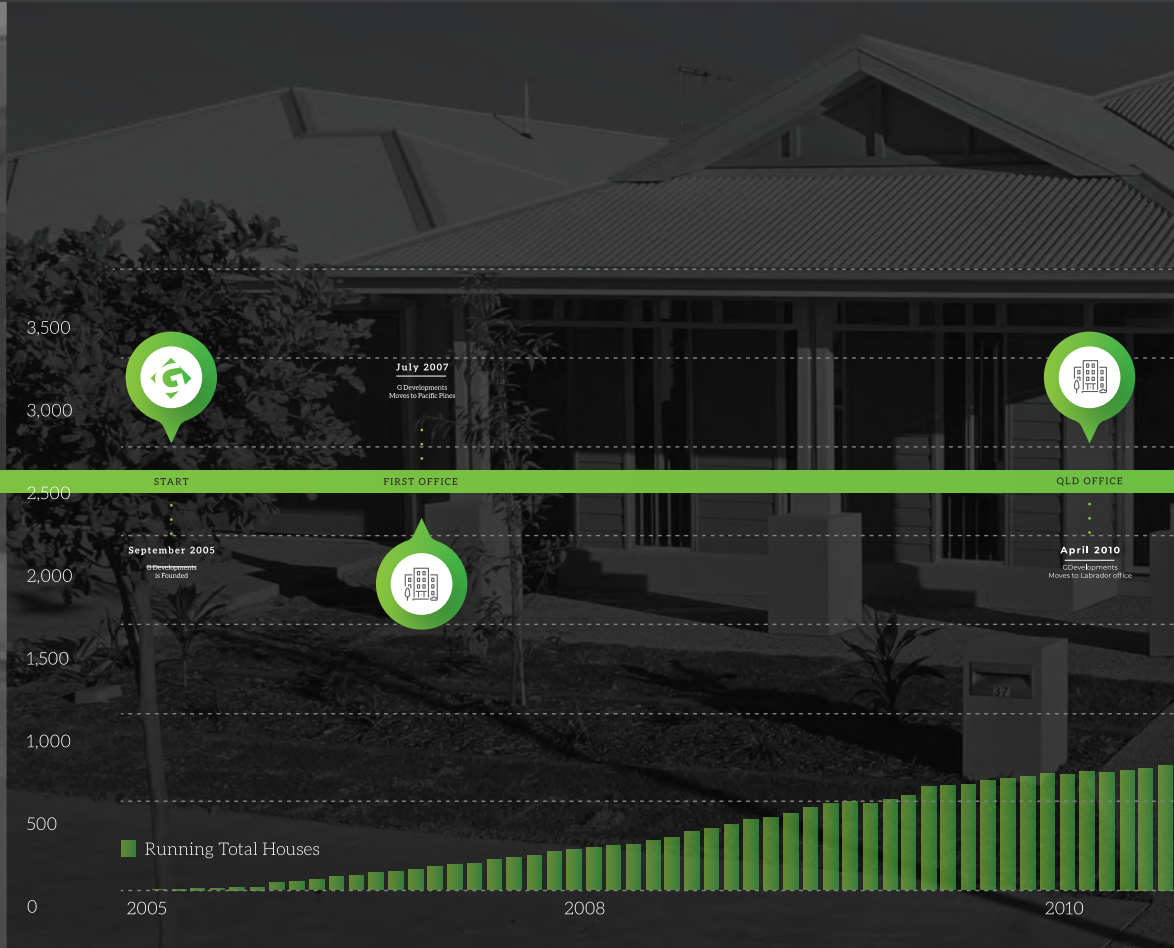 3,500
3,000
2,500
2,000
1,500
1,000
500
0
START
September 2005
G Developments
is Founded
July 2007
G Developments
Moves to Pacific Pines
FIRST OFFICE
QLD OFFICE
April 2010
GDevelopments
Moves to Labrador office
37
Running Total Houses
2005
2008
2010